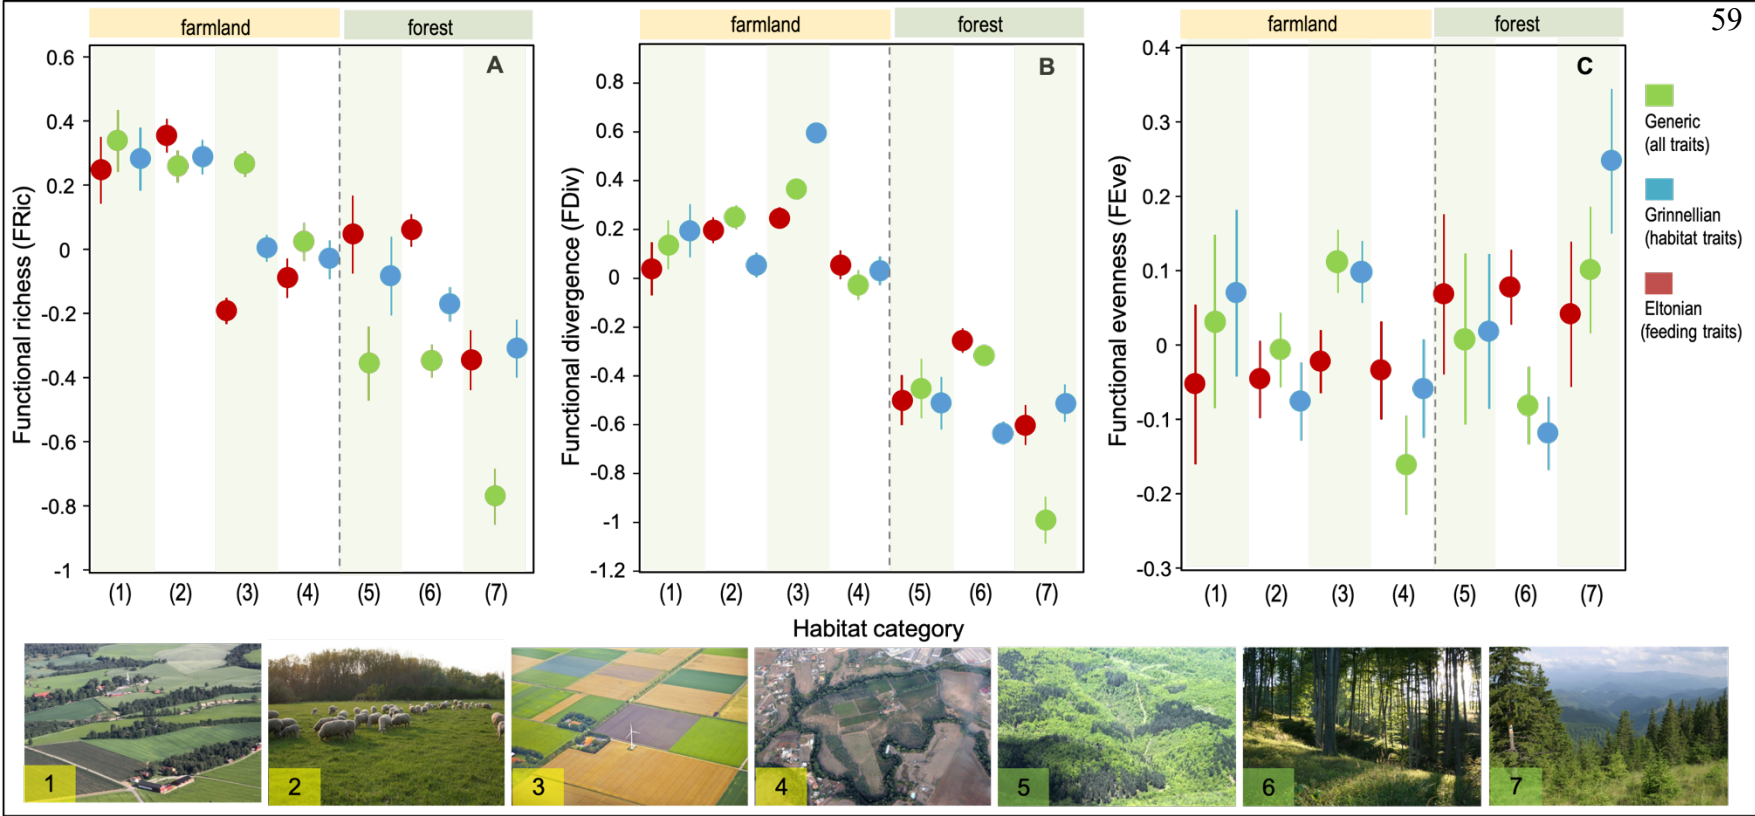 59
farmland
forest
farmland
forest
farmland
forest
A
B
C
Functional richess (FRic)
0.6
0.4
0.2
0
-0.2
-0.4
-0.6
-0.8
-1
(1) (2) (3) (4) (5) (6) (7)
Functional divergence (FDiv)
0.8
0.6
0.4
0.2
0
-0.2
-0.4
-0.6
-0.8
-1
-1.2
(1) (2) (3) (4) (5) (6) (7)
Functional evenness (FEve)
0.4
0.3
0.2
0.1
0
-0.1
-0.2
-0.3
(1) (2) (3) (4) (5) (6) (7)
Generic
(all traits)
Grinnellian
(habitat traits)
Eltonian
(feeding traits)
Habitat category
1
2
3
4
5
6
7